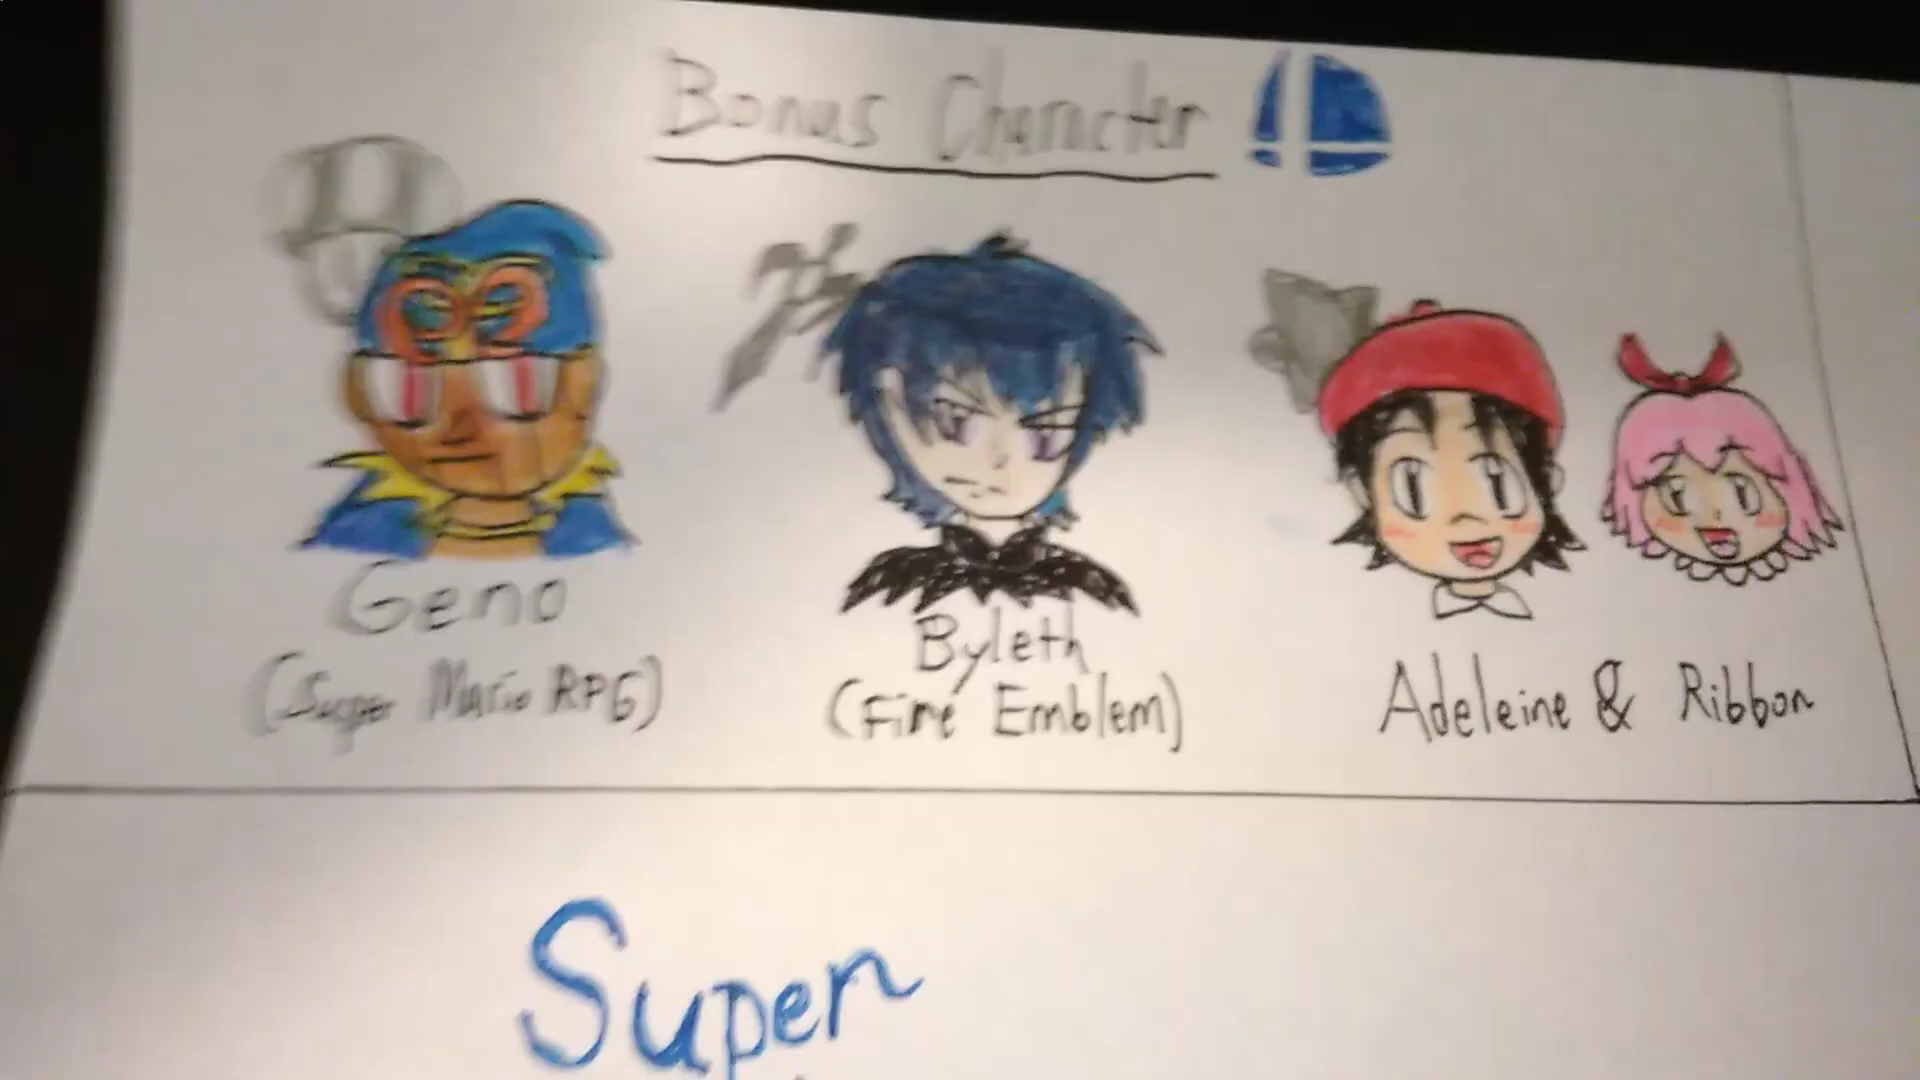 Bonus Character
Geno
(Super Mario RPG)
Byleth
(Fire Emblem)
Adeleine & Ribbon
Super